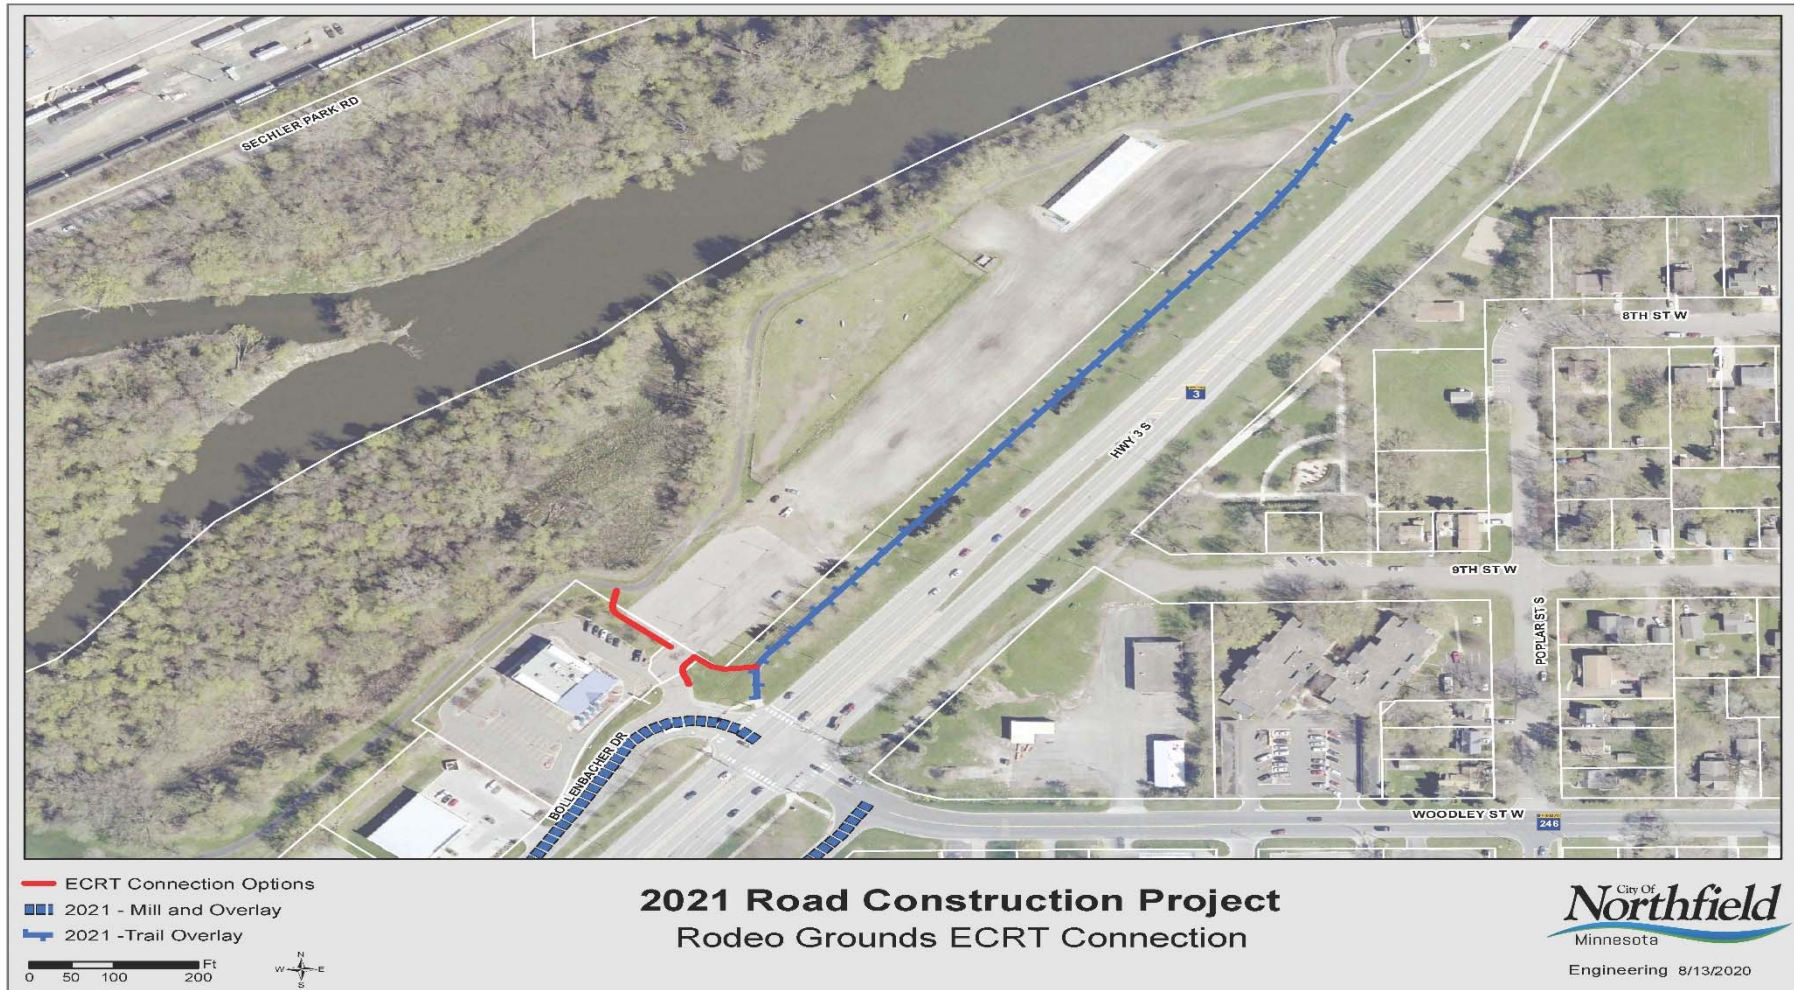 SECHLER PARK RD
8TH ST W
3
HWY 3 S
9TH ST W
POPLAR ST S
BOLLENBACHER DR
WOODLEY ST W
246
ECRT Connection Options
2021 - Mill and Overlay
2021 -Trail Overlay
0 50 100 200 Ft
N
W E
S
2021 Road Construction Project
Rodeo Grounds ECRT Connection
City Of
Northfield
Minnesota
Engineering 8/13/2020